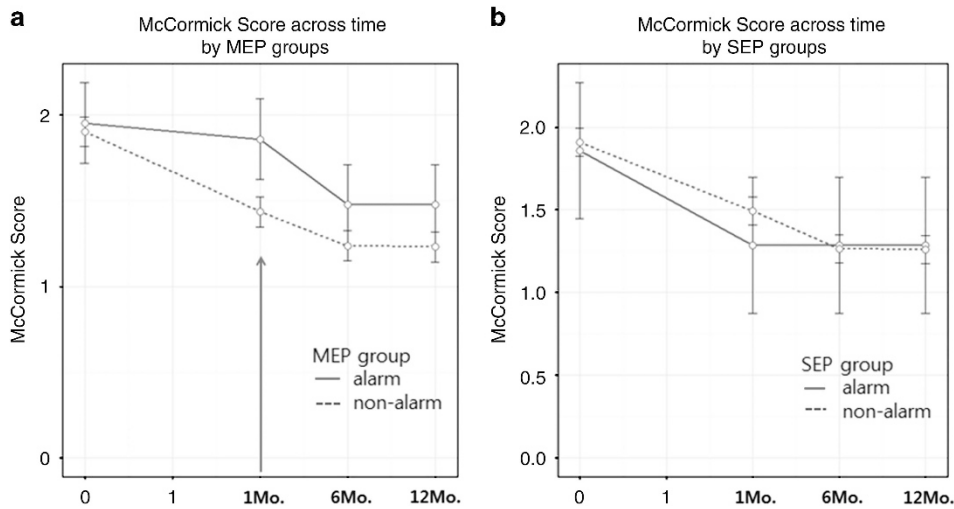 a
McCormick Score across time
by MEP groups
McCormick Score
2
1
0
MEP group
alarm
non-alarm
0 1 1Mo. 6Mo. 12Mo.
b
McCormick Score across time
by SEP groups
McCormick Score
2.0
1.5
1.0
0.5
0.0
SEP group
alarm
non-alarm
0 1 1Mo. 6Mo. 12Mo.